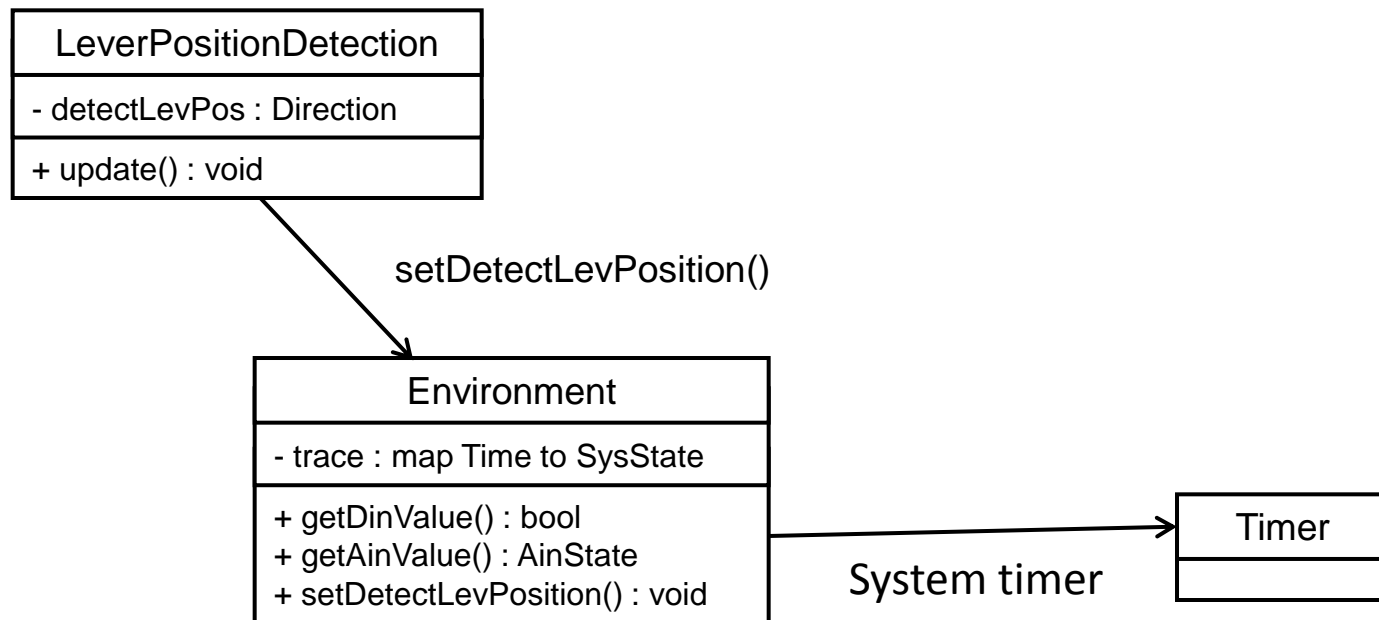 LeverPositionDetection
- detectLevPos : Direction
+ update() : void
setDetectLevPosition()
Environment
- trace : map Time to SysState
+ getDinValue() : bool
+ getAinValue() : AinState
+ setDetectLevPosition() : void
System timer
Timer